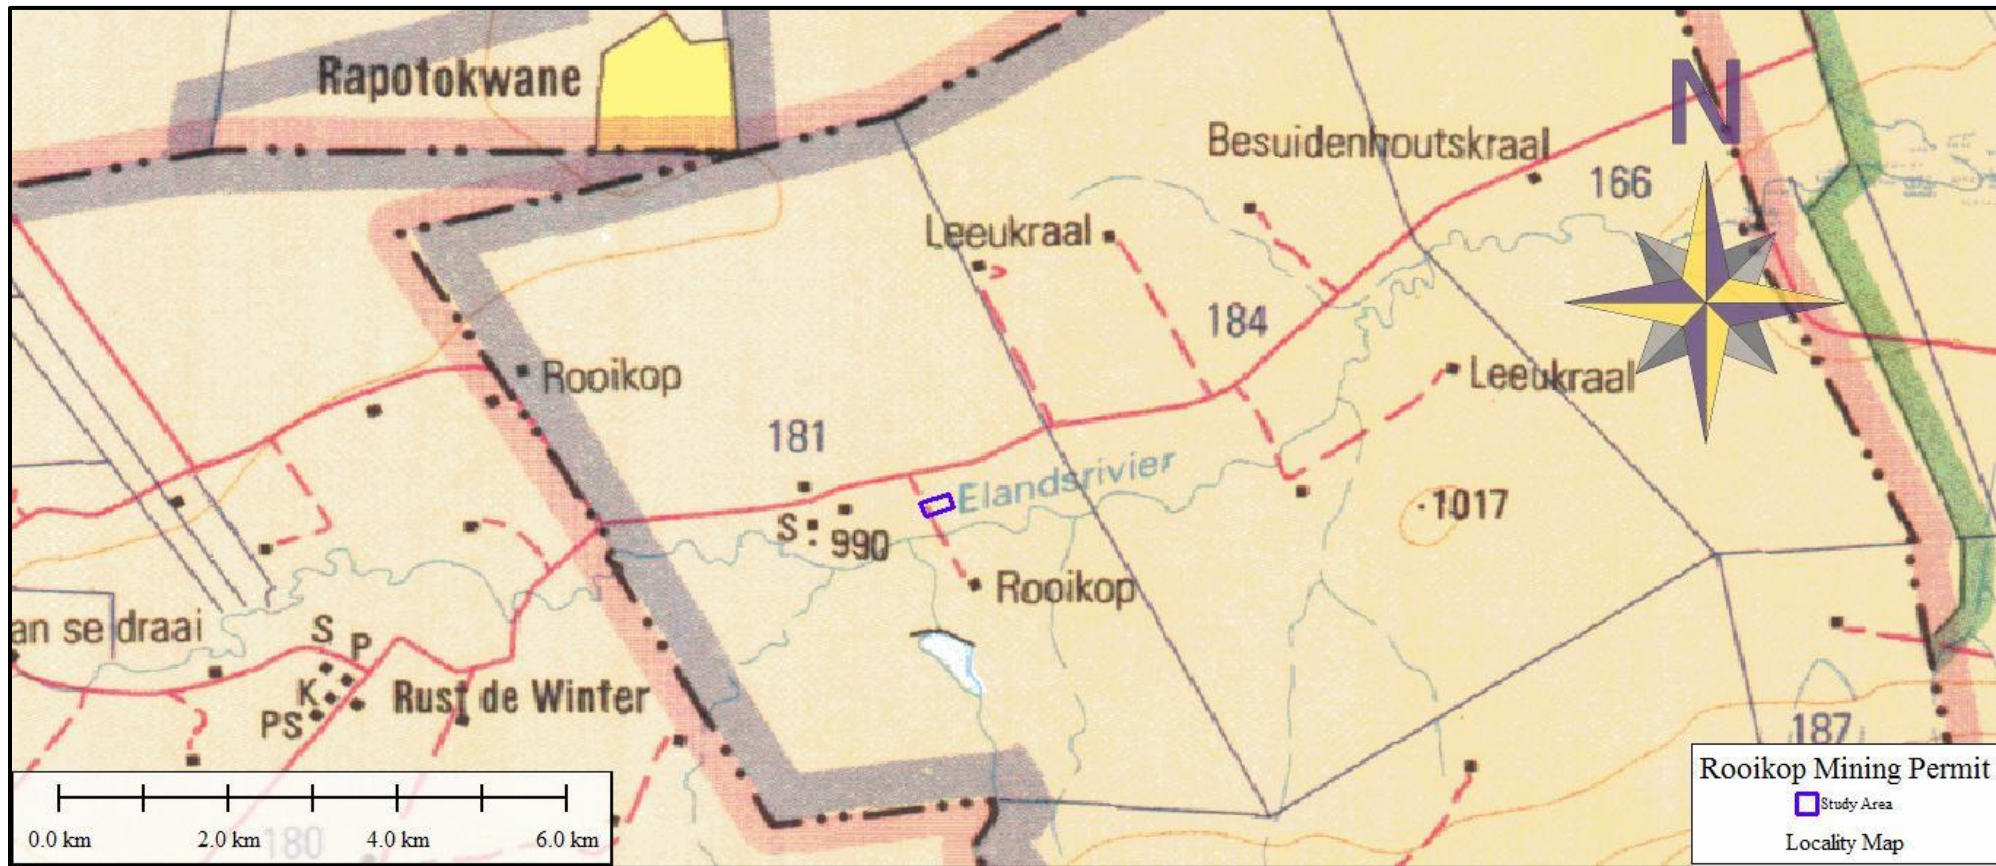 Rapotokwane
N
Besuidenhoutskraal
166
Leeukraal
184
Rooikop
Leeukraal
181
Elandsrivier
1017
S
990
Rooikop
an se draai
S
P
K
Rust de Winter
PS
187
Rooikop Mining Permit
Study Area
Locality Map
0.0 km 2.0 km 4.0 km 6.0 km
180